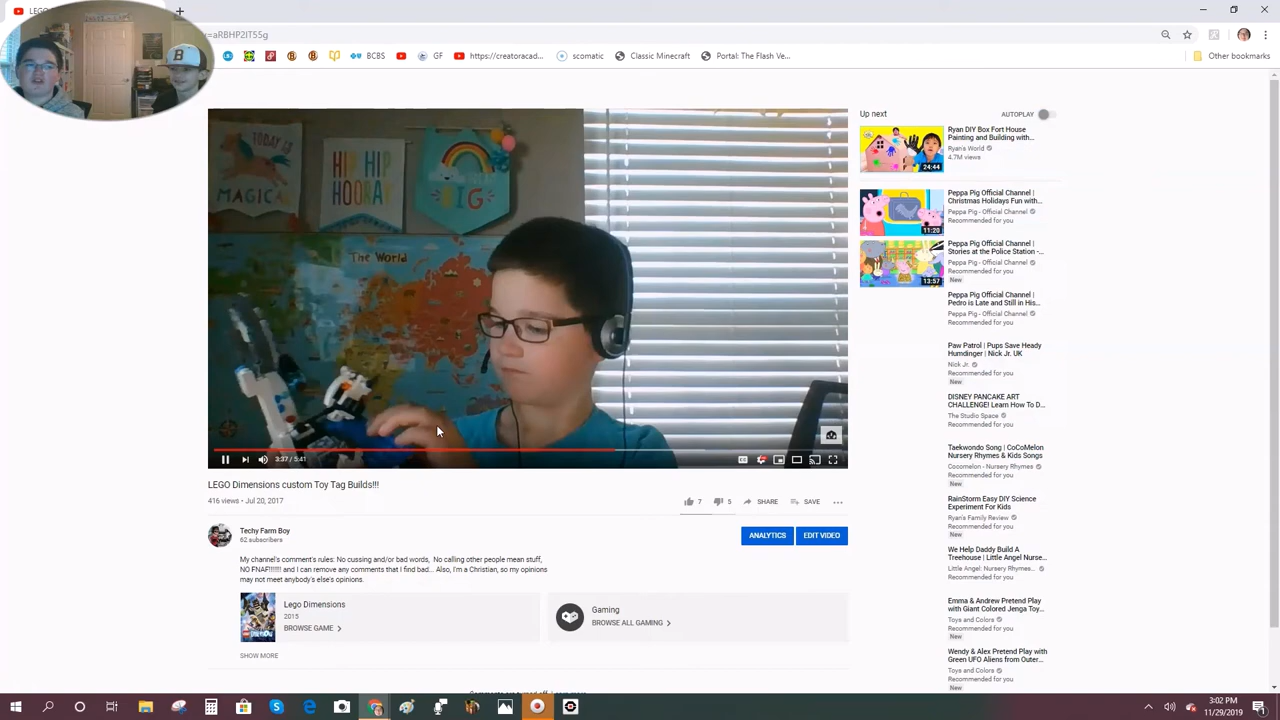 =aRBHP2IT55g
BCBS
GF
https://creatoracad...
scomatic
Classic Minecraft
Portal: The Flash Ve...
Other bookmarks
TODAY
HIP HIP
HOORA
The World
3:37 / 5:41
LEGO Dimensions custom Toy Tag Builds!!!
416 views • Jul 20, 2017
7
5
SHARE
SAVE
Techy Farm Boy
62 subscribers
ANALYTICS
EDIT VIDEO
My channel's comment's rules: No cussing and/or bad words, No calling other people mean stuff,
NO FNAF!!!!!!! and I can remove any comments that I find bad... Also, I'm a Christian, so my opinions
may not meet anybody's else's opinions.
Lego Dimensions
2015
BROWSE GAME
Gaming
BROWSE ALL GAMING
SHOW MORE
Up next
AUTOPLAY
Ryan DIY Box Fort House
Painting and Building with...
Ryan's World
4.7M views
24:44
Peppa Pig Official Channel |
Christmas Holidays Fun with...
Peppa Pig - Official Channel
Recommended for you
11:20
Peppa Pig Official Channel |
Stories at the Police Station -...
Peppa Pig - Official Channel
Recommended for you
New
13:57
Peppa Pig Official Channel |
Pedro is Late and Still in His...
Peppa Pig - Official Channel
Recommended for you
Paw Patrol | Pups Save Heady
Humdinger | Nick Jr. UK
Nick Jr.
Recommended for you
New
DISNEY PANCAKE ART
CHALLENGE! Learn How To D...
The Studio Space
Recommended for you
Taekwondo Song | CoCoMelon
Nursery Rhymes & Kids Songs
Cocomelon - Nursery Rhymes
Recommended for you
New
RainStorm Easy DIY Science
Experiment For Kids
Ryan's Family Review
Recommended for you
New
We Help Daddy Build A
Treehouse | Little Angel Nurse...
Little Angel: Nursery Rhymes...
Recommended for you
Emma & Andrew Pretend Play
with Giant Colored Jenga Toy...
Toys and Colors
Recommended for you
New
Wendy & Alex Pretend Play with
Green UFO Aliens from Outer...
Toys and Colors
Recommended for you
New
3:02 PM
11/29/2019